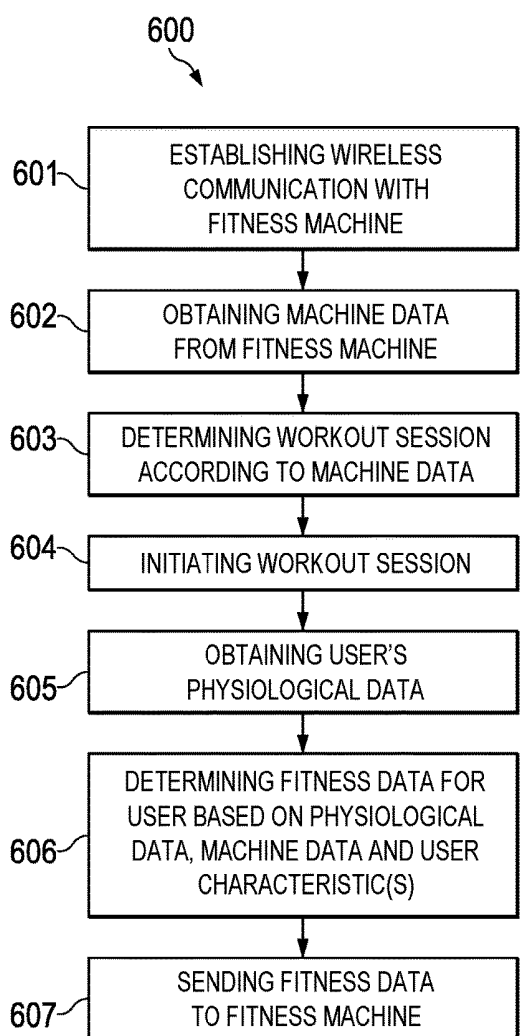 600
601
ESTABLISHING WIRELESS
COMMUNICATION WITH
FITNESS MACHINE
602
OBTAINING MACHINE DATA
FROM FITNESS MACHINE
603
DETERMINING WORKOUT SESSION
ACCORDING TO MACHINE DATA
604
INITIATING WORKOUT SESSION
605
OBTAINING USER'S
PHYSIOLOGICAL DATA
606
DETERMINING FITNESS DATA FOR
USER BASED ON PHYSIOLOGICAL
DATA, MACHINE DATA AND USER
CHARACTERISTIC(S)
607
SENDING FITNESS DATA
TO FITNESS MACHINE